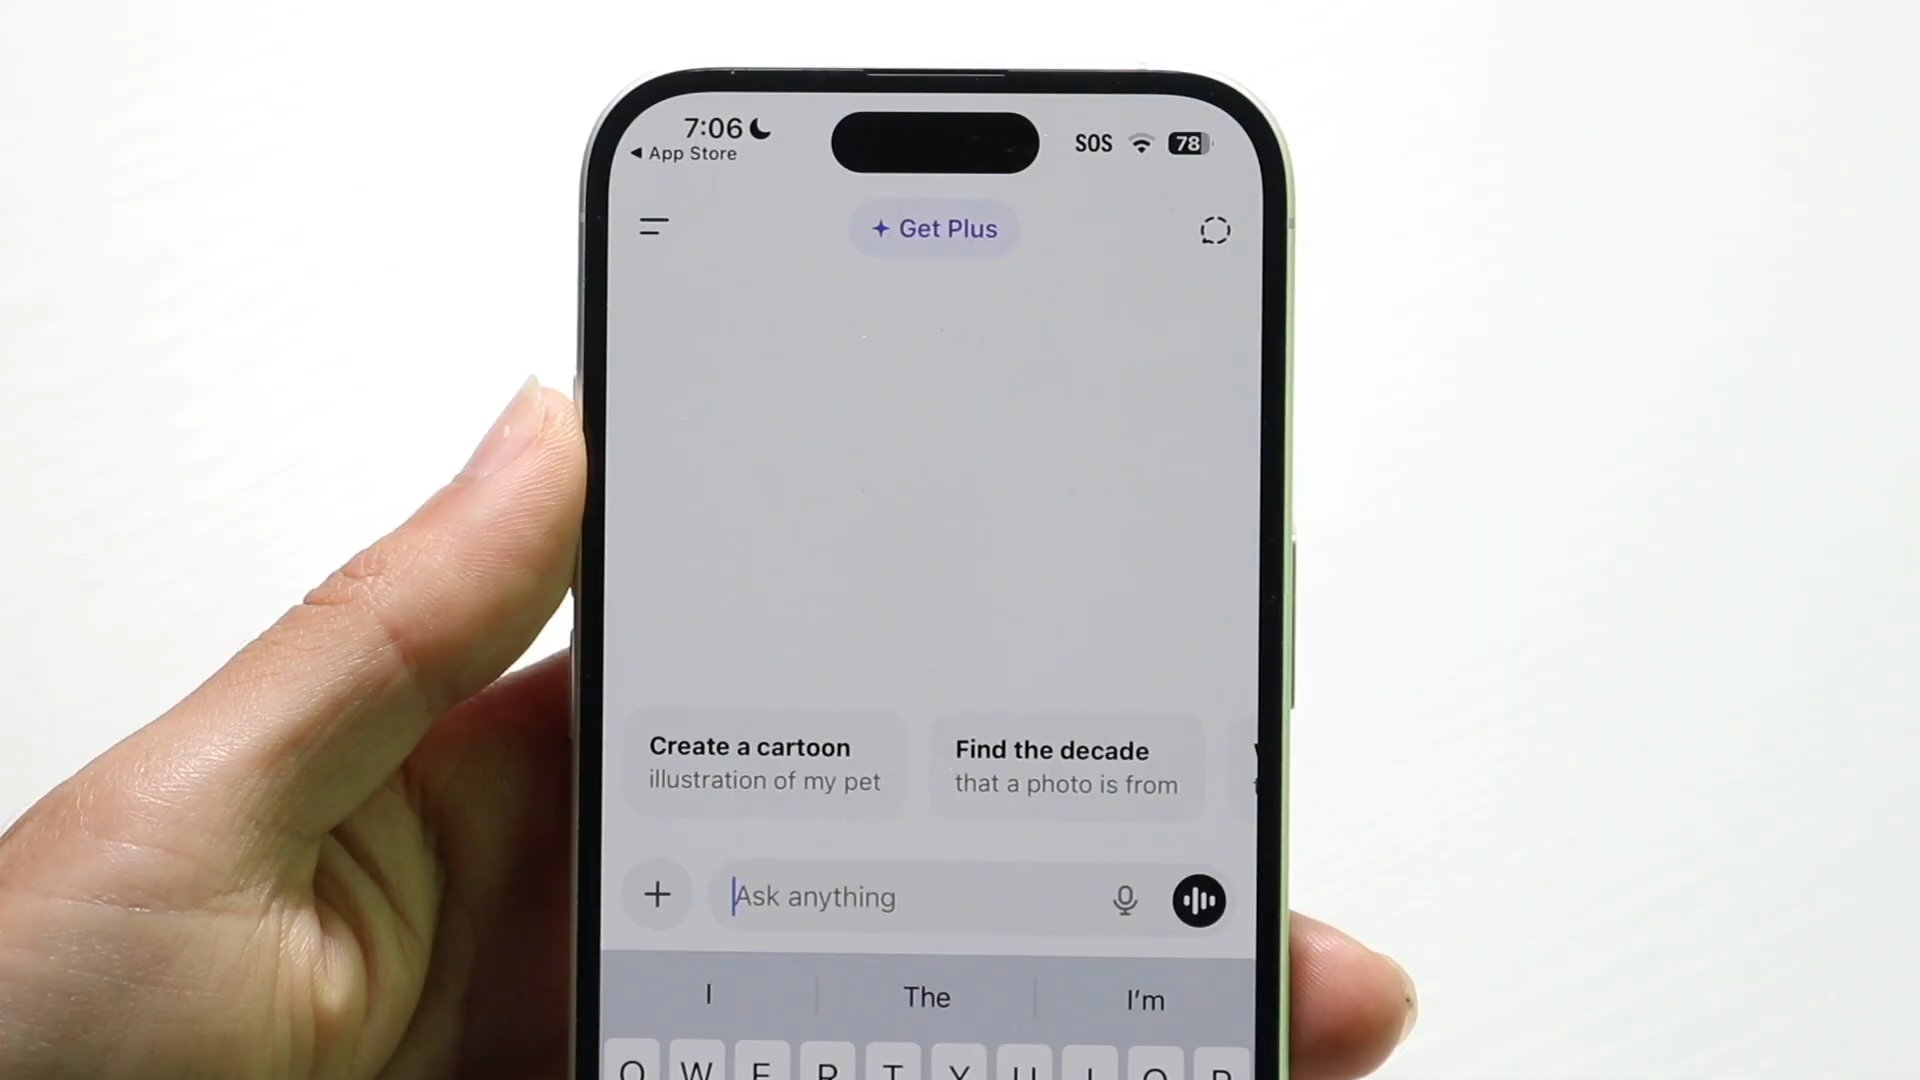 7:06
App Store
SOS
78
Get Plus
Create a cartoon
illustration of my pet
Find the decade
that a photo is from
Ask anything
I
The
I'm
Q W E R T Y U I O P